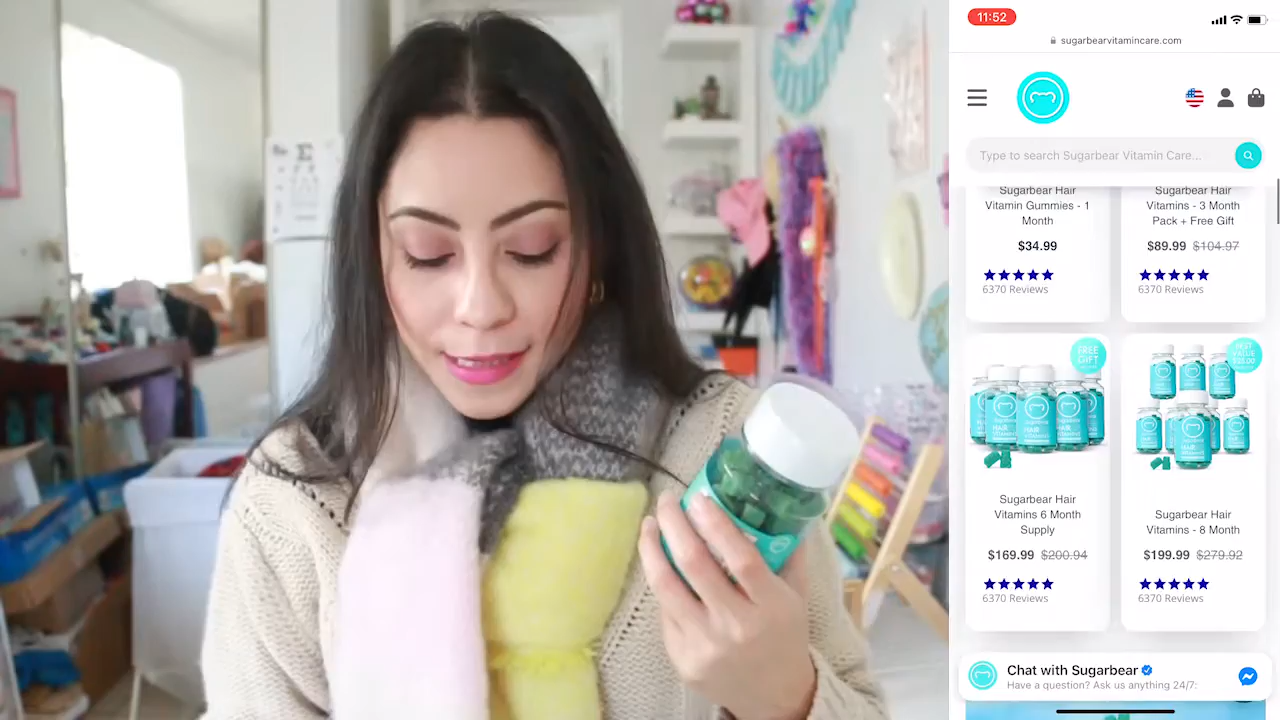 11:52
sugarbearvitamincare.com
Type to search Sugarbear Vitamin Care...
Sugarbear Hair
Vitamin Gummies - 1
Month
$34.99
6370 Reviews
Sugarbear Hair
Vitamins - 3 Month
Pack + Free Gift
$89.99 $104.97
6370 Reviews
FREE
GIFT
HAIR
Sugarbear Hair
Vitamins 6 Month
Supply
$169.99 $200.94
6370 Reviews
VALUE
HAIR
Sugarbear Hair
Vitamins - 8 Month
$199.99 $279.92
6370 Reviews
Chat with Sugarbear
Have a question? Ask us anything 24/7:
E